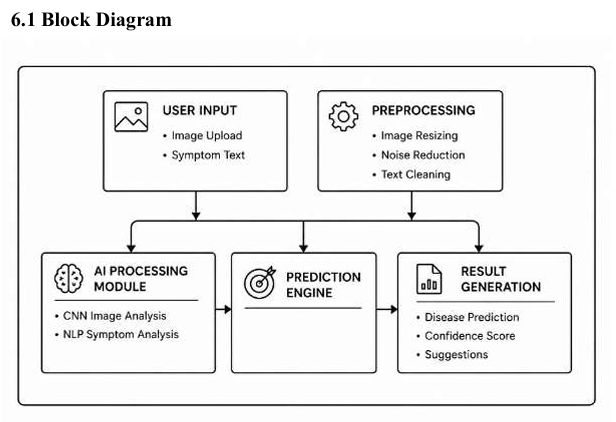 6.1 Block Diagram
USER INPUT
• Image Upload
• Symptom Text
PREPROCESSING
• Image Resizing
• Noise Reduction
• Text Cleaning
AI PROCESSING
MODULE
• CNN Image Analysis
• NLP Symptom Analysis
PREDICTION
ENGINE
RESULT
GENERATION
• Disease Prediction
• Confidence Score
• Suggestions